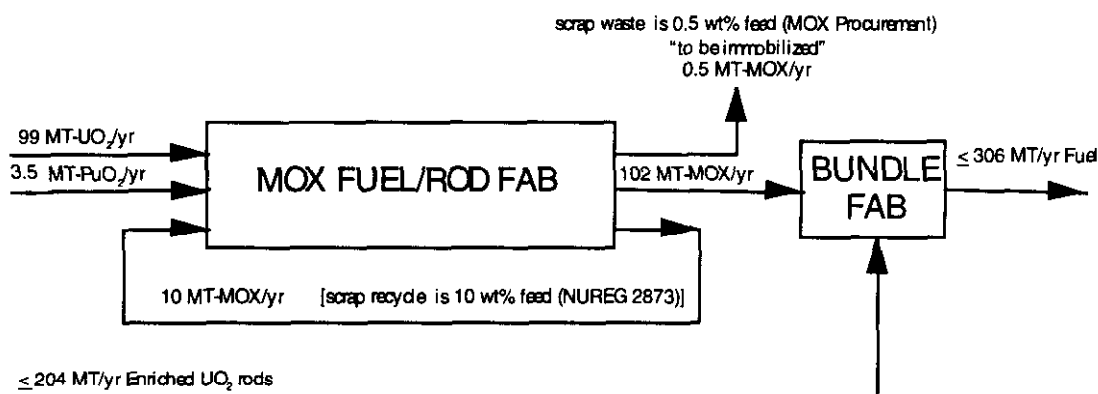 scrap waste is 0.5 wt% feed (MOX Procurement)
"to be immobilized"
0.5 MT-MOX/yr
99 MT-UO₂/yr
3.5 MT-PuO₂/yr
MOX FUEL/ROD FAB
102 MT-MOX/yr
BUNDLE
FAB
≤ 306 MT/yr Fuel
10 MT-MOX/yr [scrap recycle is 10 wt% feed (NUREG 2873)]
≤ 204 MT/yr Enriched UO₂ rods